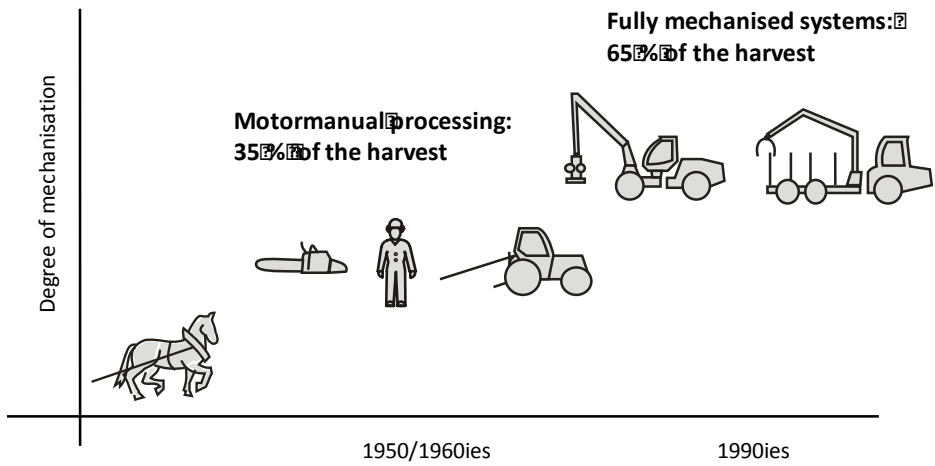 Fully mechanised systems:⍰
65⍰%⍰of the harvest
Motormanual⍰processing:
35⍰%⍰of the harvest
Degree of mechanisation
1950/1960ies
1990ies